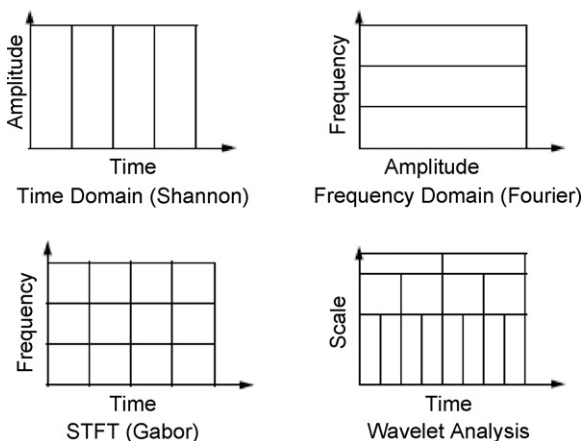 Amplitude
Time
Time Domain (Shannon)
Frequency
Amplitude
Frequency Domain (Fourier)
Frequency
Time
STFT (Gabor)
Scale
Time
Wavelet Analysis